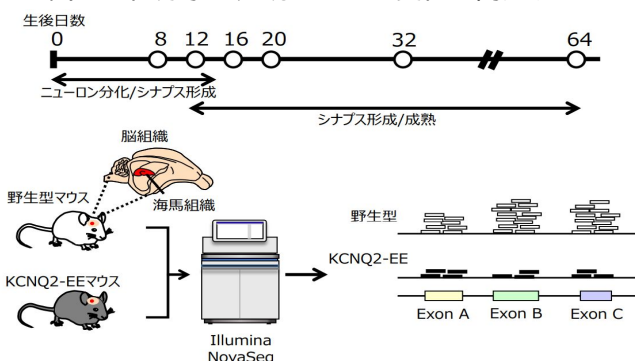 生後日数
0 8 12 16 20 32 64
ニューロン分化/シナプス形成
シナプス形成/成熟
脳組織
海馬組織
野生型マウス
KCNQ2-EEマウス
Illumina
NovaSeq
野生型
KCNQ2-EE
Exon A Exon B Exon C